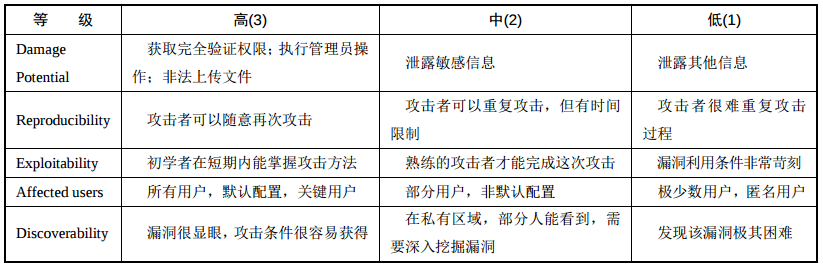 等 级 高(3) 中(2) 低(1)
Damage Potential 获取完全验证权限；执行管理员操作；非法上传文件 泄露敏感信息 泄露其他信息
Reproducibility 攻击者可以随意再次攻击 攻击者可以重复攻击，但有时间限制 攻击者很难重复攻击过程
Exploitability 初学者在短期内能掌握攻击方法 熟练的攻击者才能完成这次攻击 漏洞利用条件非常苛刻
Affected users 所有用户，默认配置，关键用户 部分用户，非默认配置 极少数用户，匿名用户
Discoverability 漏洞很显眼，攻击条件很容易获得 在私有区域，部分人能看到，需要深入挖掘漏洞 发现该漏洞极其困难